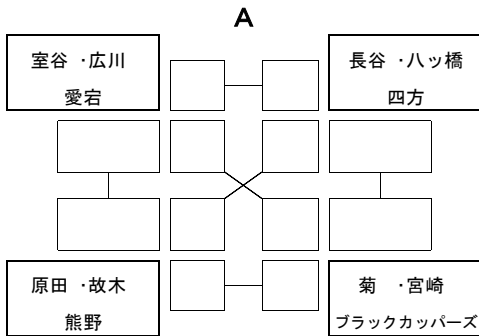 A
室谷 ・広川
愛宕
長谷 ・八ッ橋
四方
原田 ・故木
熊野
菊 ・宮崎
ブラックカッパーズ